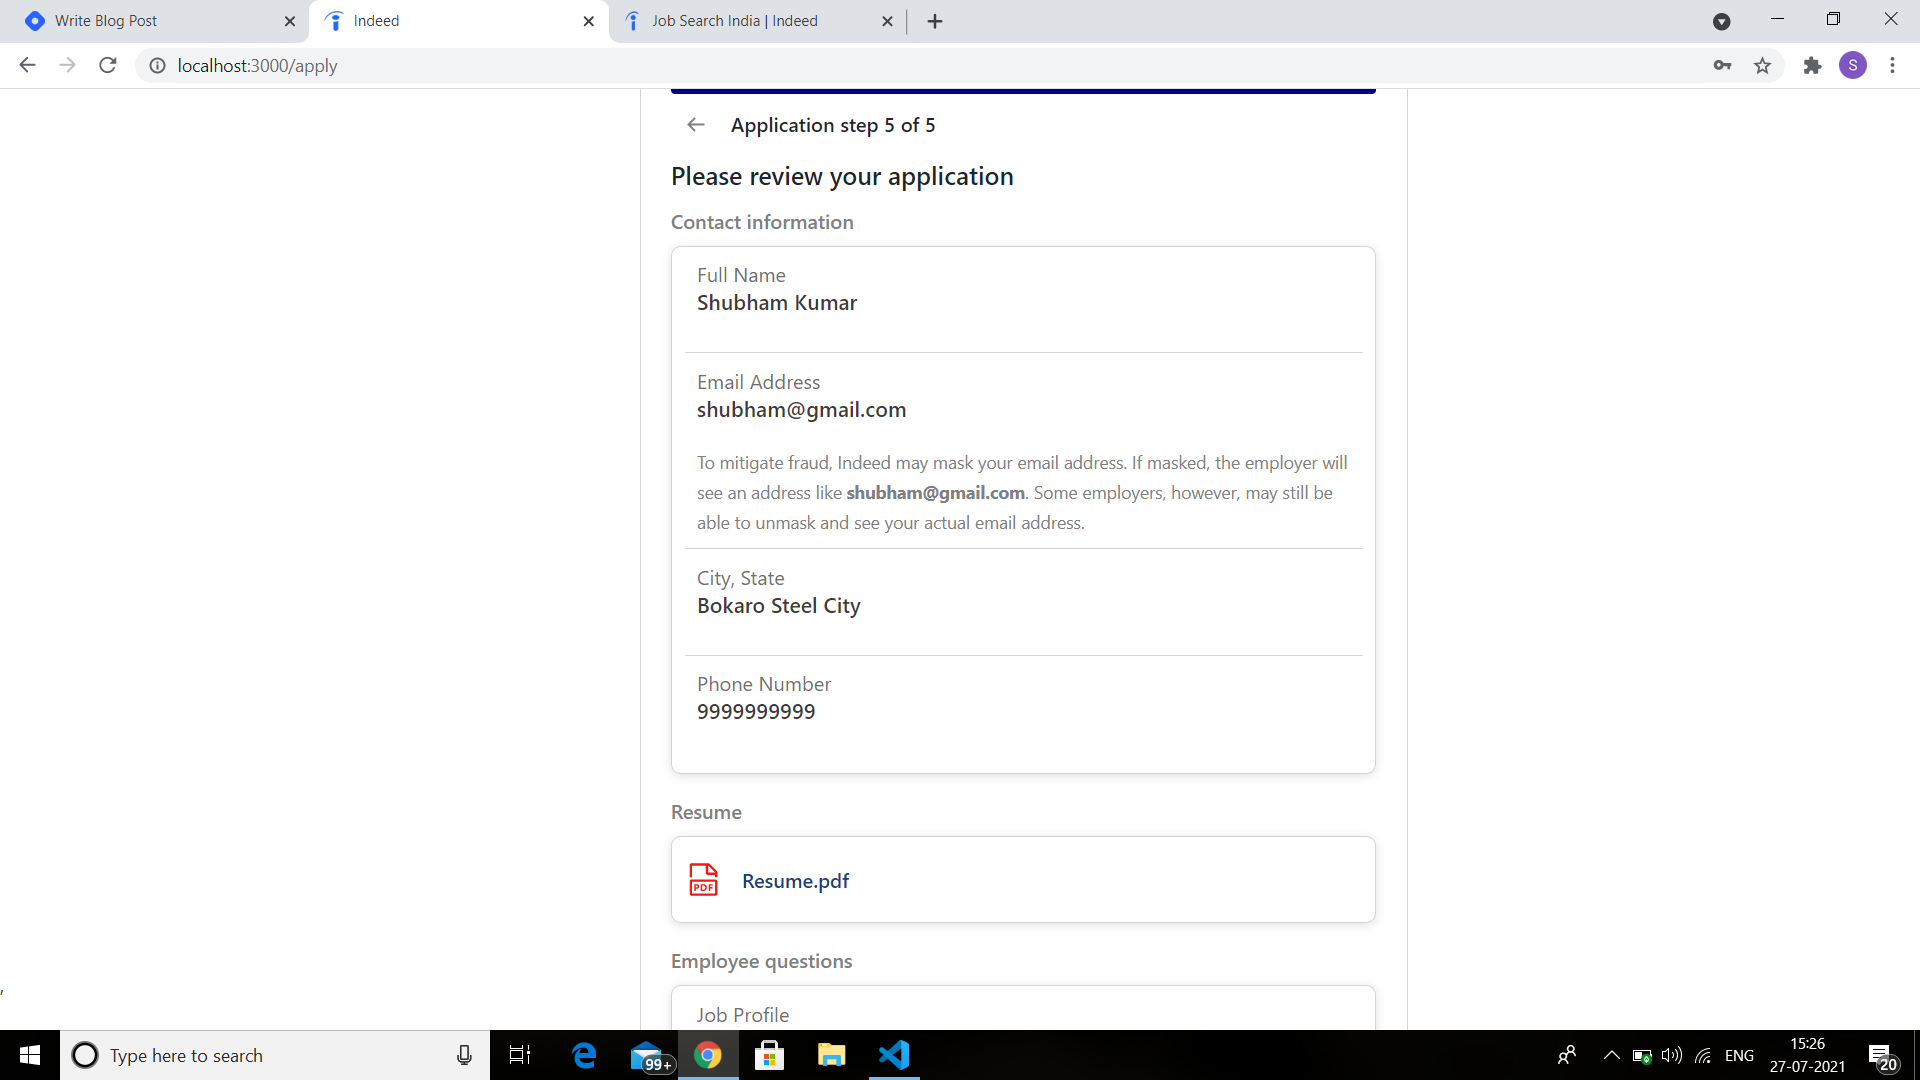 Write Blog Post
Indeed
Job Search India | Indeed
localhost:3000/apply
S
Application step 5 of 5
Please review your application
Contact information
Full Name
Shubham Kumar
Email Address
shubham@gmail.com
To mitigate fraud, Indeed may mask your email address. If masked, the employer will
see an address like shubham@gmail.com. Some employers, however, may still be
able to unmask and see your actual email address.
City, State
Bokaro Steel City
Phone Number
9999999999
Resume
PDF
Resume.pdf
Employee questions
,
Job Profile
Type here to search
99+
ENG
15:26
27-07-2021
20